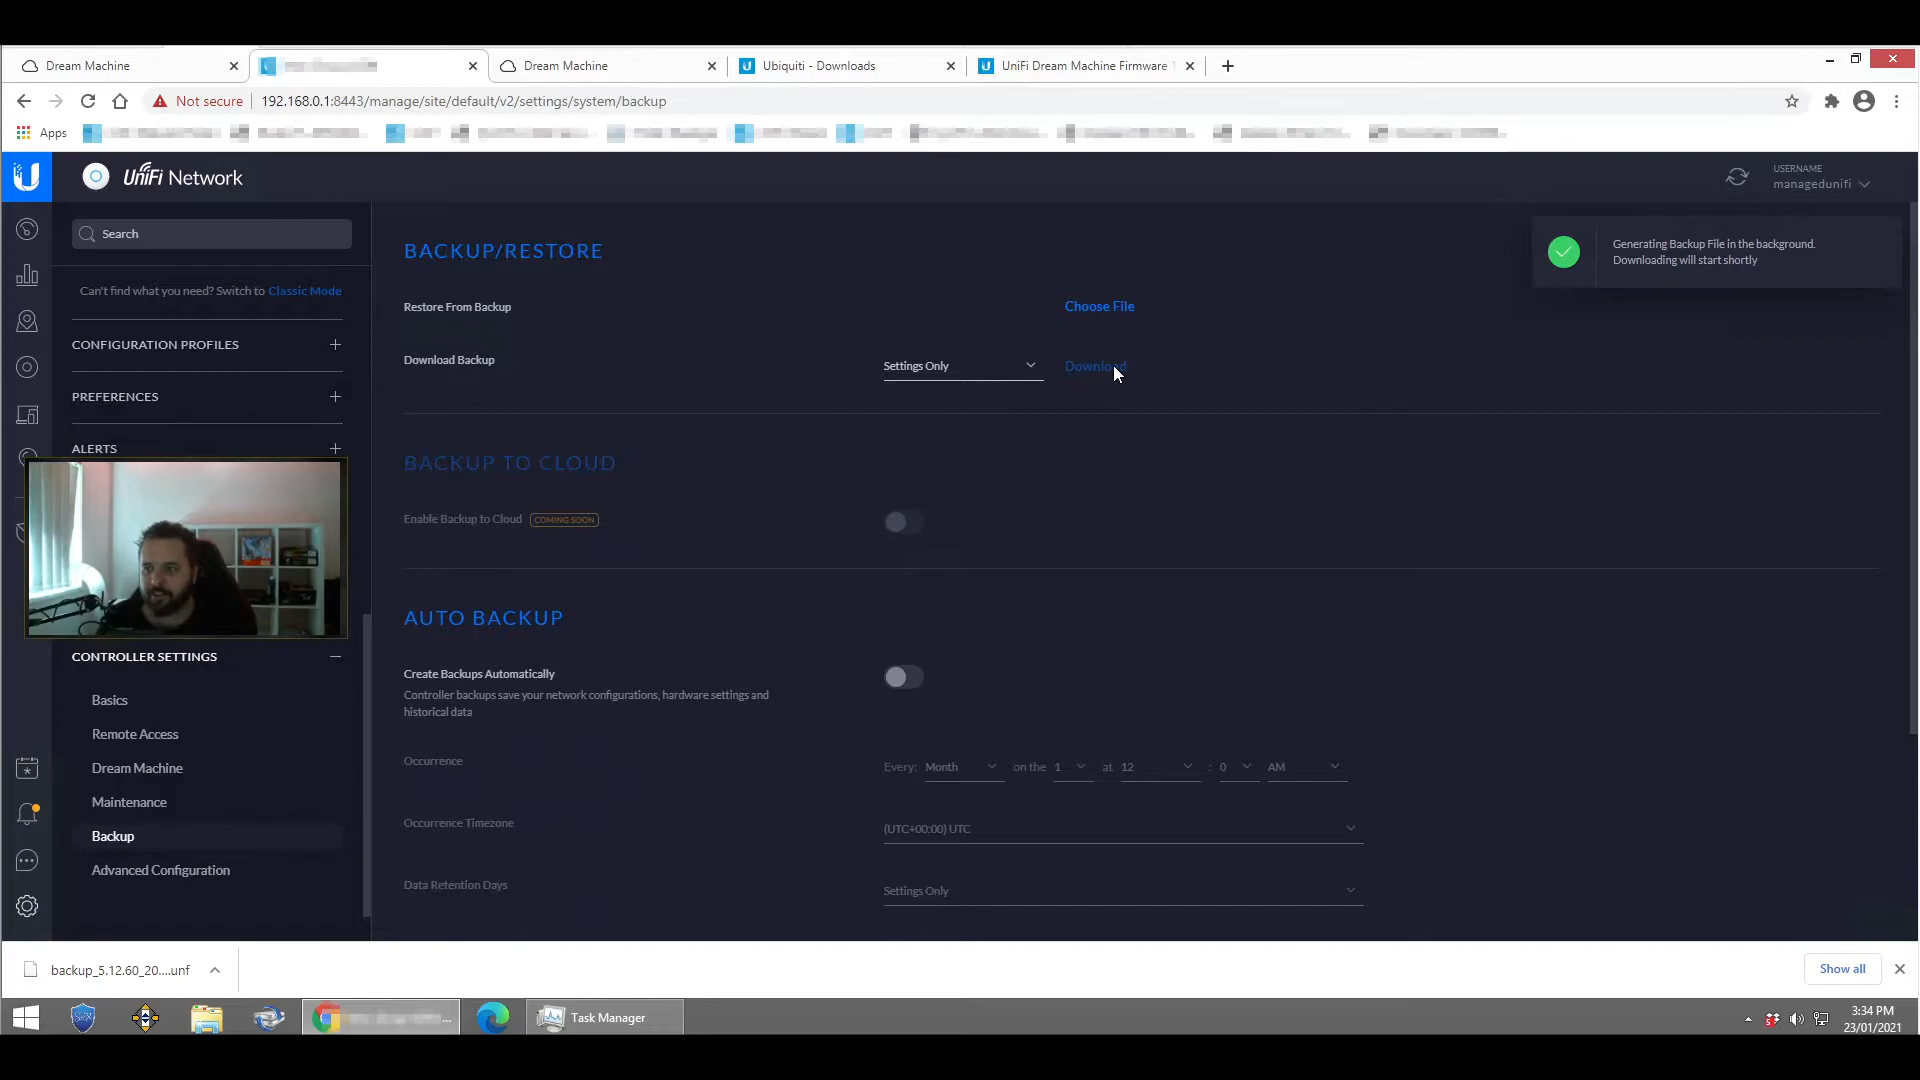 Dream Machine
Dream Machine
Ubiquiti - Downloads
UniFi Dream Machine Firmware 1
Not secure
192.168.0.1:8443/manage/site/default/v2/settings/system/backup
Apps
UniFi Network
USERNAME
managedunifi
Search
Can't find what you need? Switch to Classic Mode
CONFIGURATION PROFILES
PREFERENCES
ALERTS
CONTROLLER SETTINGS
Basics
Remote Access
Dream Machine
Maintenance
Backup
Advanced Configuration
BACKUP/RESTORE
Restore From Backup
Choose File
Download Backup
Settings Only
Download
Generating Backup File in the background.
Downloading will start shortly
BACKUP TO CLOUD
Enable Backup to Cloud COMING SOON
AUTO BACKUP
Create Backups Automatically
Controller backups save your network configurations, hardware settings and
historical data
Occurrence
Every: Month on the 1 at 12 : 0 AM
Occurrence Timezone
(UTC+00:00) UTC
Data Retention Days
Settings Only
backup_5.12.60_20....unf
Show all
Task Manager
3:34 PM
23/01/2021